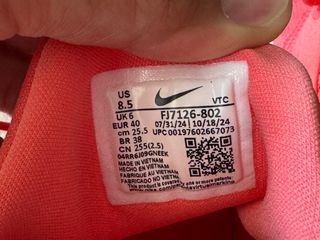 US
8.5 VTC
UK 6 FJ7126-802
EUR 40 07/31/24 10/18/24
cm 25.5 UPC 00197602667073
BR 38
CN 255(2.5)
04RR6J09GNEEK
MADE IN VIETNAM
HECHO EN VIETNAM
FABRIQUÉ AU VIETNAM